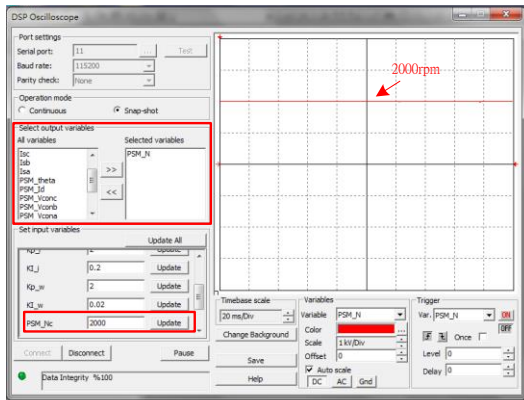 DSP Oscilloscope
Port settings
Serial port: 11 ... Test
Baud rate: 115200
Parity check: None
Operation mode
Continuous Snap-shot
Select output variables
All variables Selected variables
Isc
Isb
Isa
PSM_theta
PSM_Id
PSM_Vconc
PSM_Vconb
PSM_Vcona
>>
<<
PSM_N
Set input variables
Update All
KI_i 0.2 Update
Kp_w 2 Update
KI_w 0.02 Update
PSM_Nc 2000 Update
Connect Disconnect Pause
Data Integrity %100
2000rpm
Timebase scale
20 ms/Div
Change Background
Save
Help
Variables
Variable PSM_N
Color ...
Scale 1kV/Div
Offset 0
Auto scale
DC AC Gnd
Trigger
Var. PSM_N ON
OFF
Once
Level 0
Delay 0